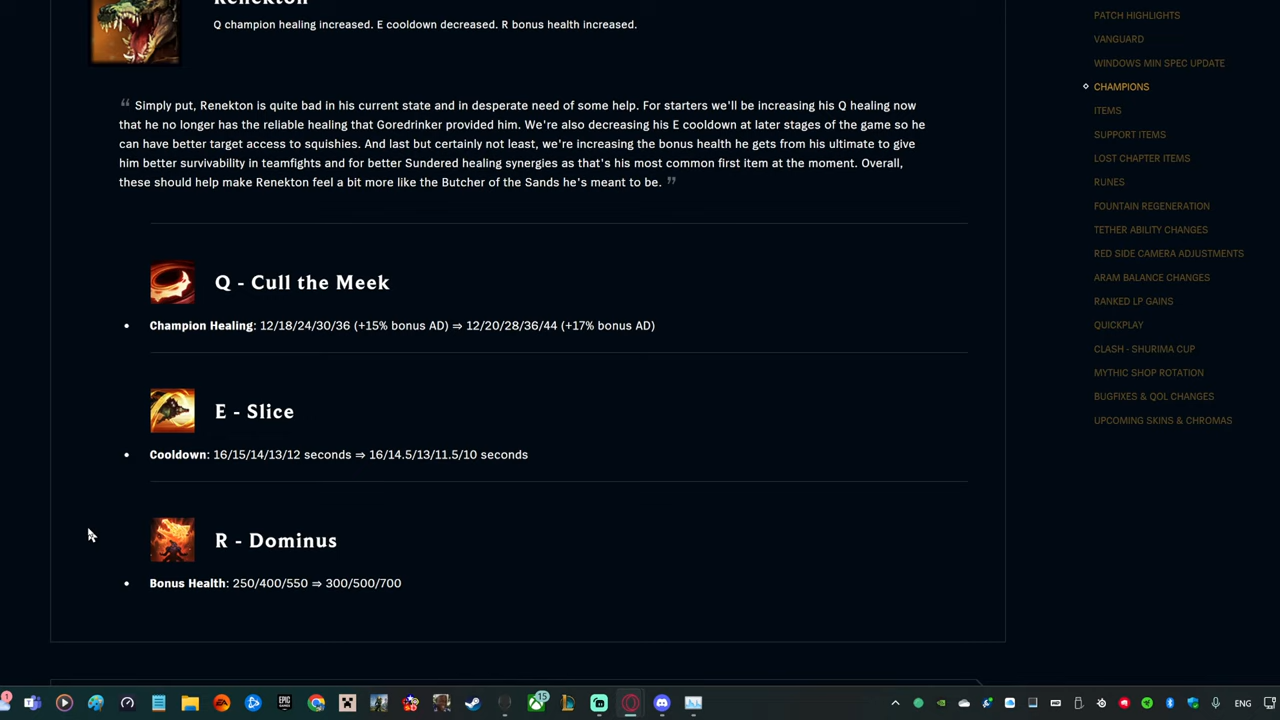 Renekton
Q champion healing increased. E cooldown decreased. R bonus health increased.
“ Simply put, Renekton is quite bad in his current state and in desperate need of some help. For starters we'll be increasing his Q healing now
that he no longer has the reliable healing that Goredrinker provided him. We're also decreasing his E cooldown at later stages of the game so he
can have better target access to squishies. And last but certainly not least, we're increasing the bonus health he gets from his ultimate to give
him better survivability in teamfights and for better Sundered healing synergies as that's his most common first item at the moment. Overall,
these should help make Renekton feel a bit more like the Butcher of the Sands he's meant to be. ”
Q - Cull the Meek
• Champion Healing: 12/18/24/30/36 (+15% bonus AD) ⇒ 12/20/28/36/44 (+17% bonus AD)
E - Slice
• Cooldown: 16/15/14/13/12 seconds ⇒ 16/14.5/13/11.5/10 seconds
R - Dominus
• Bonus Health: 250/400/550 ⇒ 300/500/700
PATCH HIGHLIGHTS
VANGUARD
WINDOWS MIN SPEC UPDATE
CHAMPIONS
ITEMS
SUPPORT ITEMS
LOST CHAPTER ITEMS
RUNES
FOUNTAIN REGENERATION
TETHER ABILITY CHANGES
RED SIDE CAMERA ADJUSTMENTS
ARAM BALANCE CHANGES
RANKED LP GAINS
QUICKPLAY
CLASH - SHURIMA CUP
MYTHIC SHOP ROTATION
BUGFIXES & QOL CHANGES
UPCOMING SKINS & CHROMAS
1
EPIC
GAMES
15
ENG